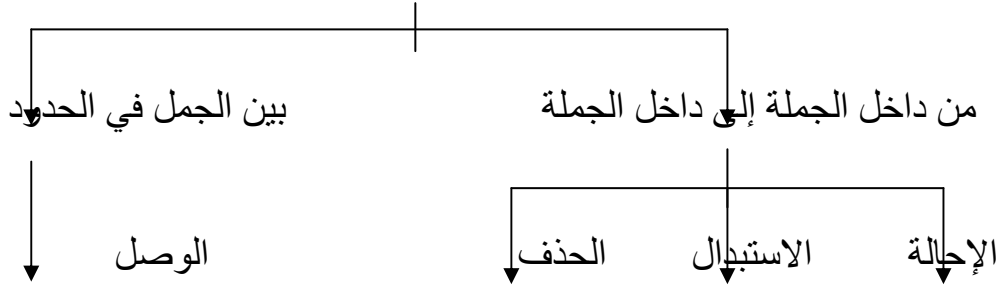 من داخل الجملة إلى داخل الجملة بين الجمل في الحدود
الإحالة الاستبدال الحذف الوصل